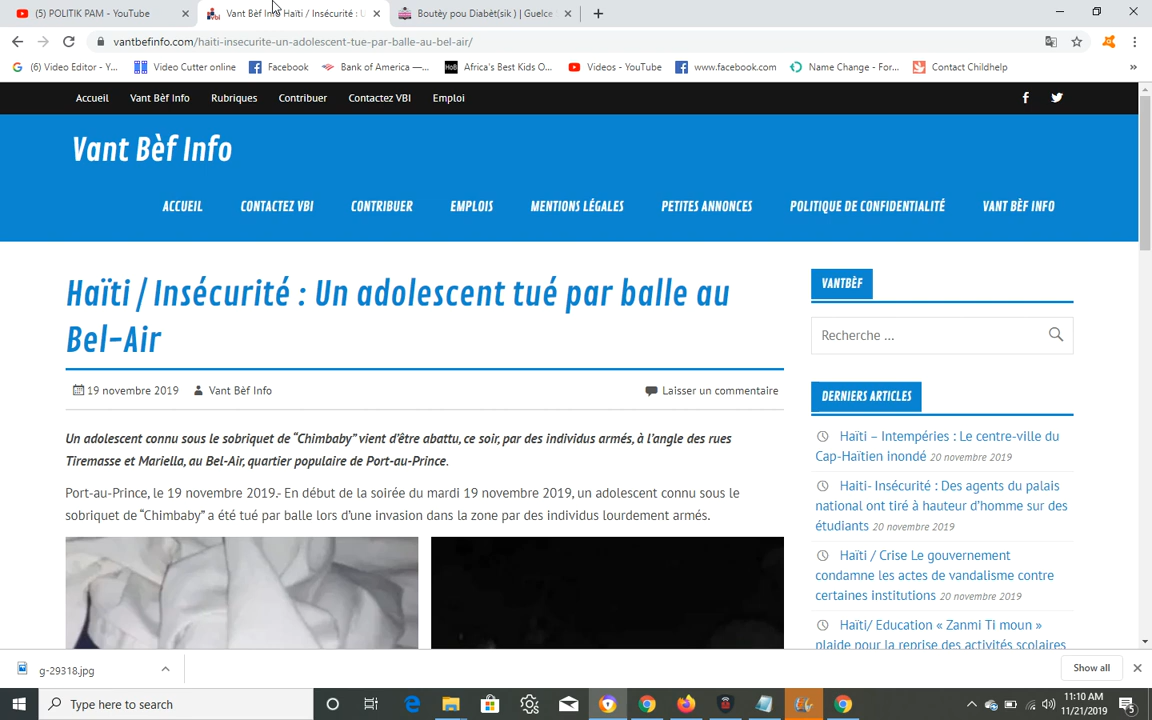 (5) POLITIK PAM - YouTube
Vant Bèf Info Haïti / Insécurité : U
Boutèy pou Diabèt(sik ) | Guelce
vantbefinfo.com/haiti-insecurite-un-adolescent-tue-par-balle-au-bel-air/
(6) Video Editor - Y...
Video Cutter online
Facebook
Bank of America —...
Africa's Best Kids O...
Videos - YouTube
www.facebook.com
Name Change - For...
Contact Childhelp
»
Accueil
Vant Bèf Info
Rubriques
Contribuer
Contactez VBI
Emploi
Vant Bèf Info
ACCUEIL
CONTACTEZ VBI
CONTRIBUER
EMPLOIS
MENTIONS LÉGALES
PETITES ANNONCES
POLITIQUE DE CONFIDENTIALITÉ
VANT BÈF INFO
Haïti / Insécurité : Un adolescent tué par balle au
Bel-Air
19 novembre 2019
Vant Bèf Info
Laisser un commentaire
Un adolescent connu sous le sobriquet de “Chimbaby” vient d’être abattu, ce soir, par des individus armés, à l’angle des rues
Tiremasse et Mariella, au Bel-Air, quartier populaire de Port-au-Prince.
Port-au-Prince, le 19 novembre 2019.- En début de la soirée du mardi 19 novembre 2019, un adolescent connu sous le
sobriquet de “Chimbaby” a été tué par balle lors d’une invasion dans la zone par des individus lourdement armés.
VANTBÈF
Recherche …
DERNIERS ARTICLES
Haïti – Intempéries : Le centre-ville du
Cap-Haïtien inondé 20 novembre 2019
Haïti- Insécurité : Des agents du palais
national ont tiré à hauteur d’homme sur des
étudiants 20 novembre 2019
Haïti / Crise Le gouvernement
condamne les actes de vandalisme contre
certaines institutions 20 novembre 2019
Haïti/ Education « Zanmi Ti moun »
plaide pour la reprise des activités scolaires
g-29318.jpg
Show all
Type here to search
11:10 AM
11/21/2019
5